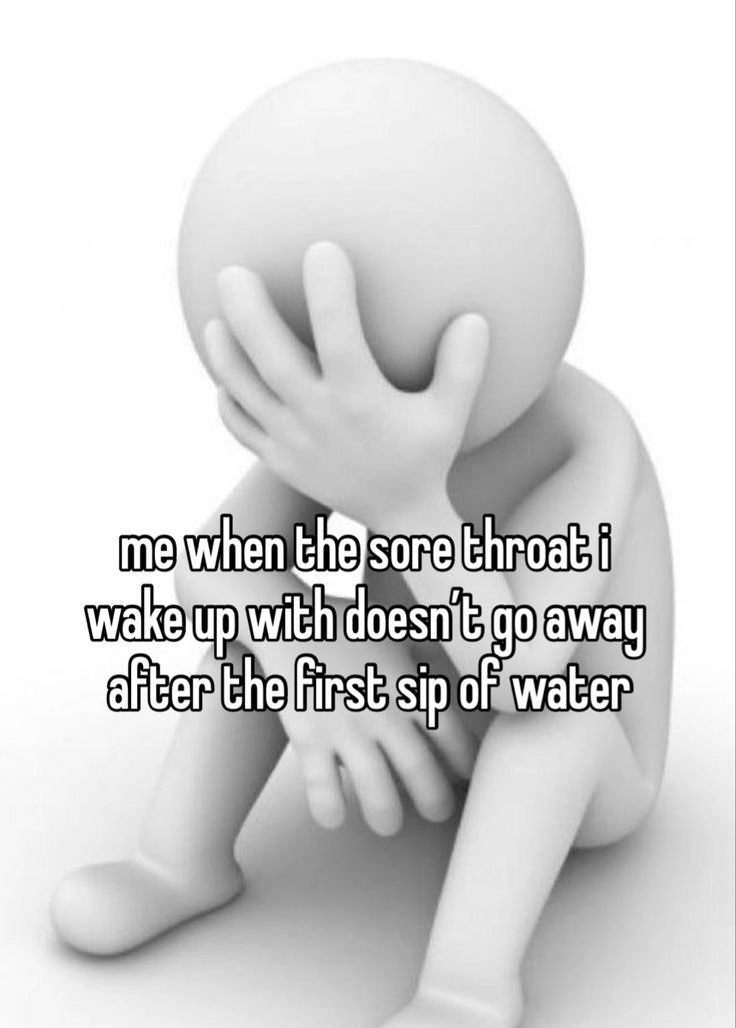 me when the sore throat i
wake up with doesn't go away
after the first sip of water